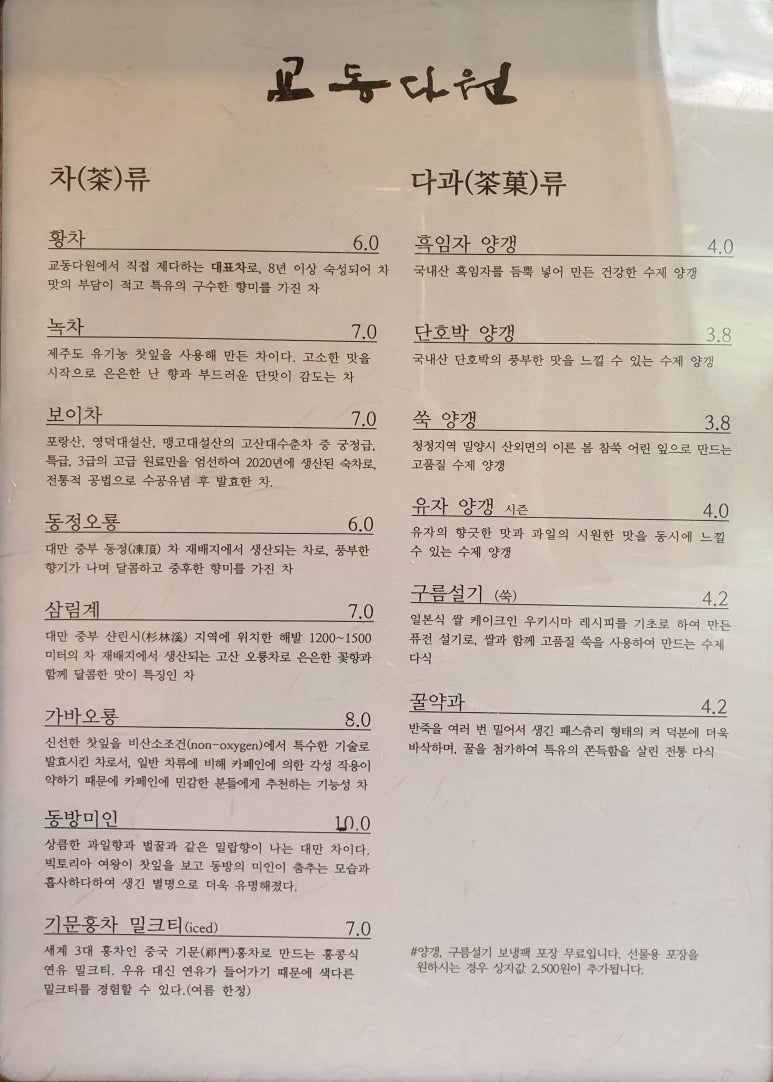 교동다원
차(茶)류
황차 6.0
교동다원에서 직접 제다하는 대표차로, 8년 이상 숙성되어 차
맛의 부담이 적고 특유의 구수한 향미를 가진 차
녹차 7.0
제주도 유기농 찻잎을 사용해 만든 차이다. 고소한 맛을
시작으로 은은한 난 향과 부드러운 단맛이 감도는 차
보이차 7.0
포랑산, 영덕대설산, 맹고대설산의 고산대수춘차 중 궁정급,
특급, 3급의 고급 원료만을 엄선하여 2020년에 생산된 숙차로,
전통적 공법으로 수공유념 후 발효한 차.
동정오룡 6.0
대만 중부 동정(凍頂) 차 재배지에서 생산되는 차로, 풍부한
향기가 나며 달콤하고 중후한 향미를 가진 차
삼림계 7.0
대만 중부 샨린시(杉林溪) 지역에 위치한 해발 1200~1500
미터의 차 재배지에서 생산되는 고산 오룡차로 은은한 꽃향과
함께 달콤한 맛이 특징인 차
가바오룡 8.0
신선한 찻잎을 비산소조건(non-oxygen)에서 특수한 기술로
발효시킨 차로서, 일반 차류에 비해 카페인에 의한 각성 작용이
약하기 때문에 카페인에 민감한 분들에게 추천하는 기능성 차
동방미인 10.0
상큼한 과일향과 벌꿀과 같은 밀랍향이 나는 대만 차이다.
빅토리아 여왕이 찻잎을 보고 동방의 미인이 춤추는 모습과
흡사하다하여 생긴 별명으로 더욱 유명해졌다.
기문홍차 밀크티(iced) 7.0
세계 3대 홍차인 중국 기문(祁門)홍차로 만드는 홍콩식
연유 밀크티. 우유 대신 연유가 들어가기 때문에 색다른
밀크티를 경험할 수 있다.(여름 한정)
다과(茶菓)류
흑임자 양갱 4.0
국내산 흑임자를 듬뿍 넣어 만든 건강한 수제 양갱
단호박 양갱 3.8
국내산 단호박의 풍부한 맛을 느낄 수 있는 수제 양갱
쑥 양갱 3.8
청정지역 밀양시 산외면의 이른 봄 참쑥 어린 잎으로 만드는
고품질 수제 양갱
유자 양갱 시즌 4.0
유자의 향긋한 맛과 과일의 시원한 맛을 동시에 느낄
수 있는 수제 양갱
구름설기 (쑥) 4.2
일본식 쌀 케이크인 우키시마 레시피를 기초로 하여 만든
퓨전 설기로, 쌀과 함께 고품질 쑥을 사용하여 만드는 수제
다식
꿀약과 4.2
반죽을 여러 번 밀어서 생긴 패스츄리 형태의 켜 덕분에 더욱
바삭하며, 꿀을 첨가하여 특유의 쫀득함을 살린 전통 다식
#양갱, 구름설기 보냉팩 포장 무료입니다. 선물용 포장을
원하시는 경우 상자값 2,500원이 추가됩니다.